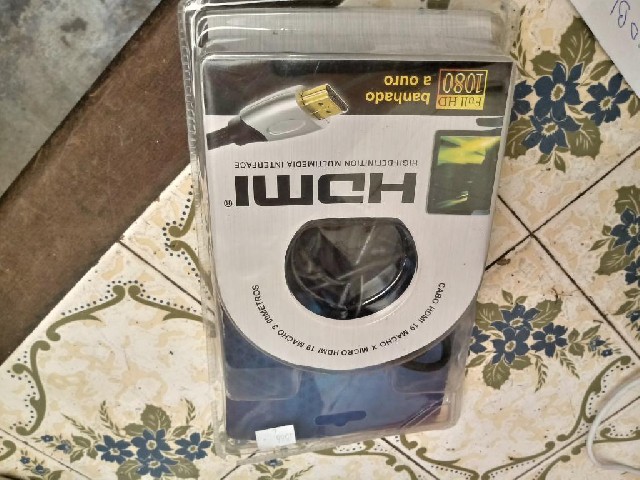 CABO HDMI 19 MACHO X MICRO HDMI 19 MACHO 3.0 METROS
HDMI®
HIGH-DEFINITION MULTIMEDIA INTERFACE
Full HD
1080
banhado
a ouro